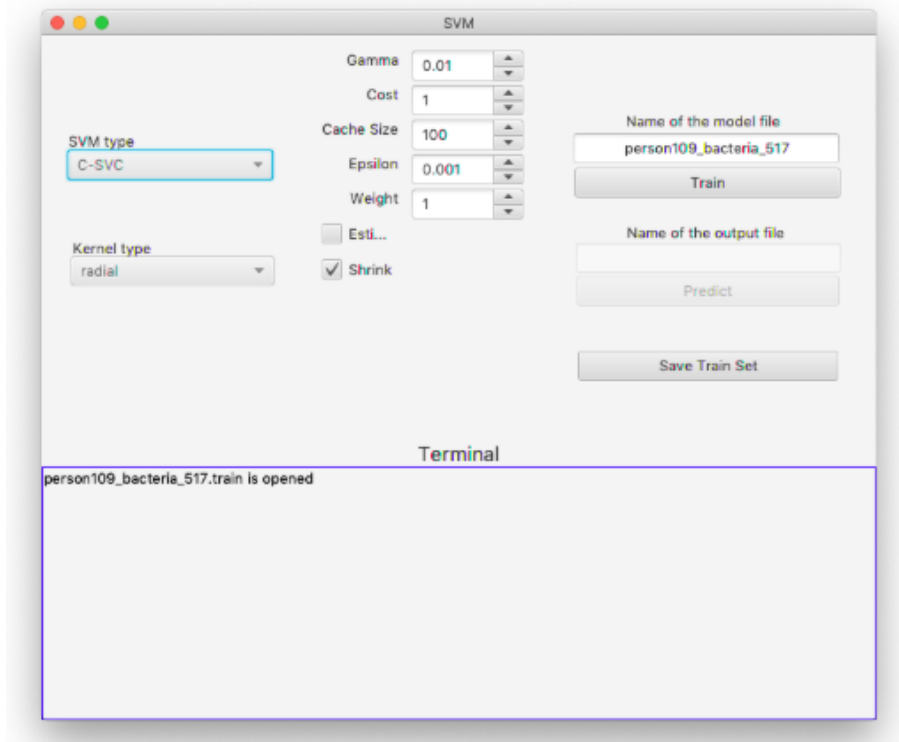 SVM
Gamma 0.01
Cost 1
Cache Size 100
Epsilon 0.001
Weight 1
Esti...
Shrink
SVM type
C-SVC
Kernel type
radial
Name of the model file
person109_bacteria_517
Train
Name of the output file
Predict
Save Train Set
Terminal
person109_bacteria_517.train is opened